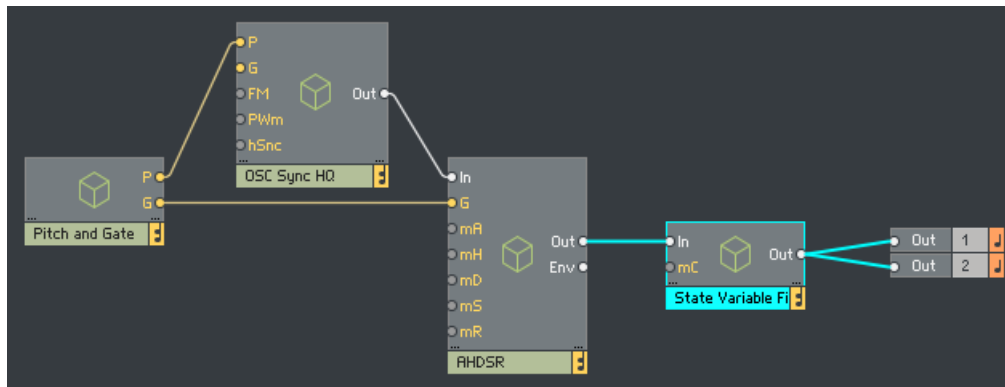 P
G
FM
PWm
hSnc
Out
OSC Sync HQ
P
G
Pitch and Gate
In
G
mA
mH
mD
mS
mR
Out
Env
AHDSR
In
mC
Out
State Variable Fi
Out 1
Out 2